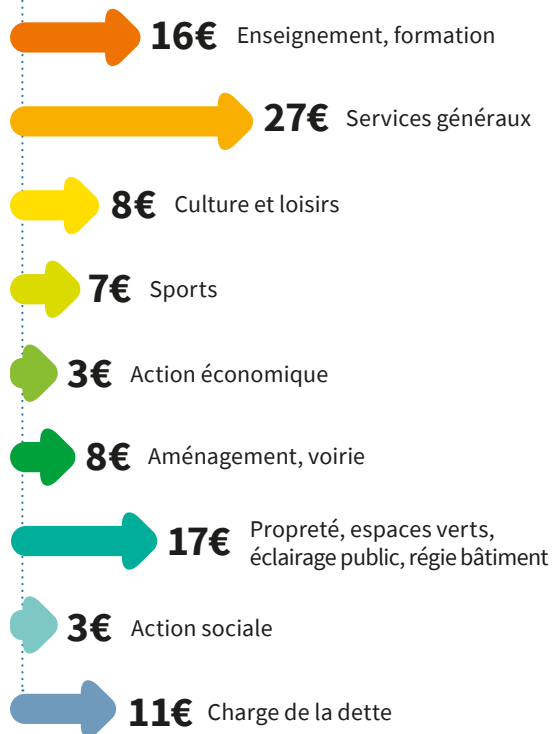 16€ Enseignement, formation
27€ Services généraux
8€ Culture et loisirs
7€ Sports
3€ Action économique
8€ Aménagement, voirie
17€ Propreté, espaces verts,
éclairage public, régie bâtiment
3€ Action sociale
11€ Charge de la dette